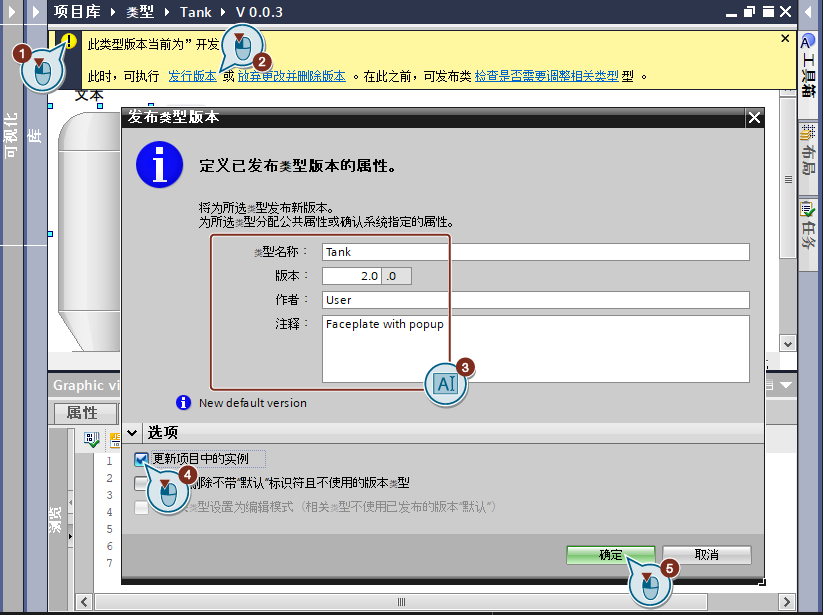 项目库 ▸ 类型 ▸ Tank ▸ V 0.0.3
此类型版本当前为”开发
此时，可执行 发行版本 或 放弃更改并删除版本 。在此之前，可发布类 检查是否需要调整相关类型 型 。
1
2
文本
可视化
库
工具箱
布局
任务
发布类型版本
定义已发布类型版本的属性。
将为所选类型发布新版本。
为所选类型分配公共属性或确认系统指定的属性。
类型名称： Tank
版本： 2.0 .0
作者： User
注释： Faceplate with popup
AI 3
New default version
选项
更新项目中的实例
4
删除不带“默认”标识符且不使用的版本类型
类型设置为编辑模式（相关类型不使用已发布的版本“默认”）
确定
取消
5
Graphic vi
属性
浏览
1
2
3
4
5
6
7